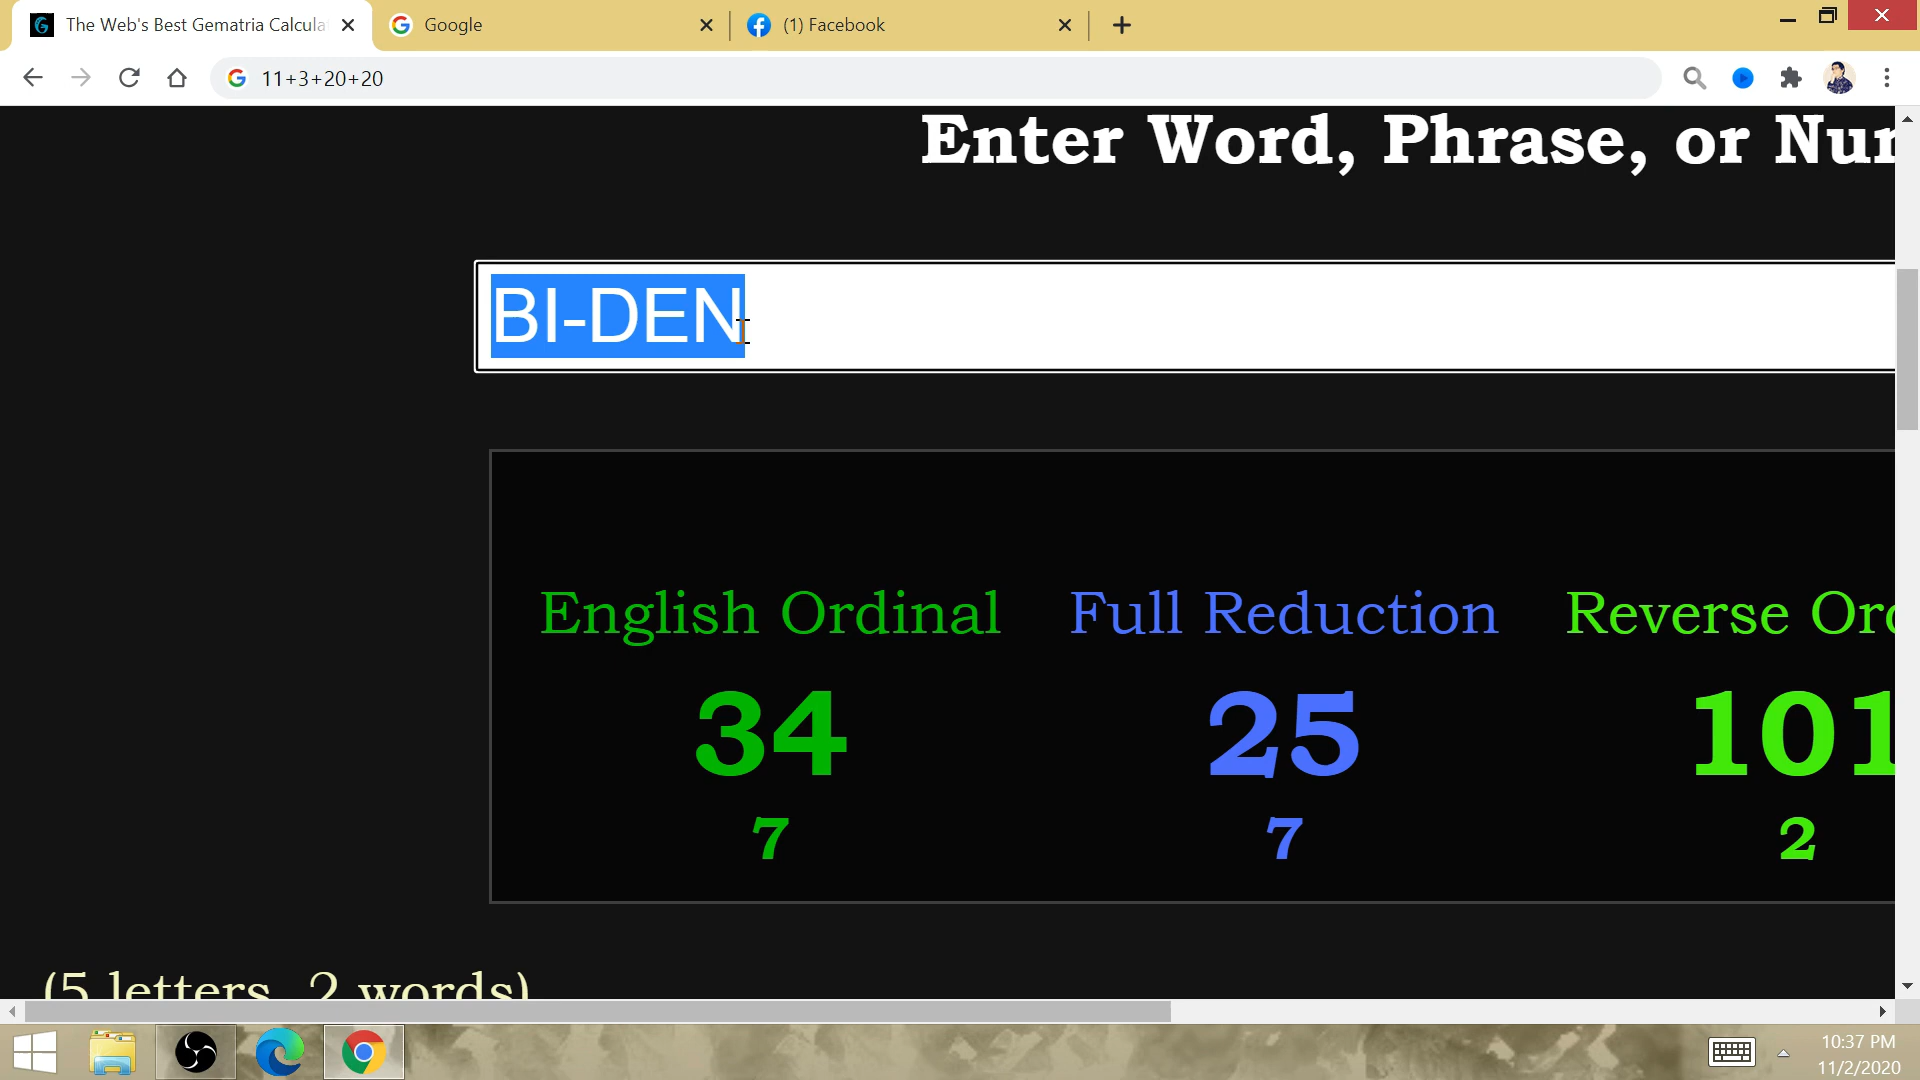 The Web's Best Gematria Calcula
Google
(1) Facebook
11+3+20+20
Enter Word, Phrase, or Nu
BI-DEN
English Ordinal Full Reduction Reverse Ord
34 25 101
7 7 2
(5 letters, 2 words)
10:37 PM
11/2/2020